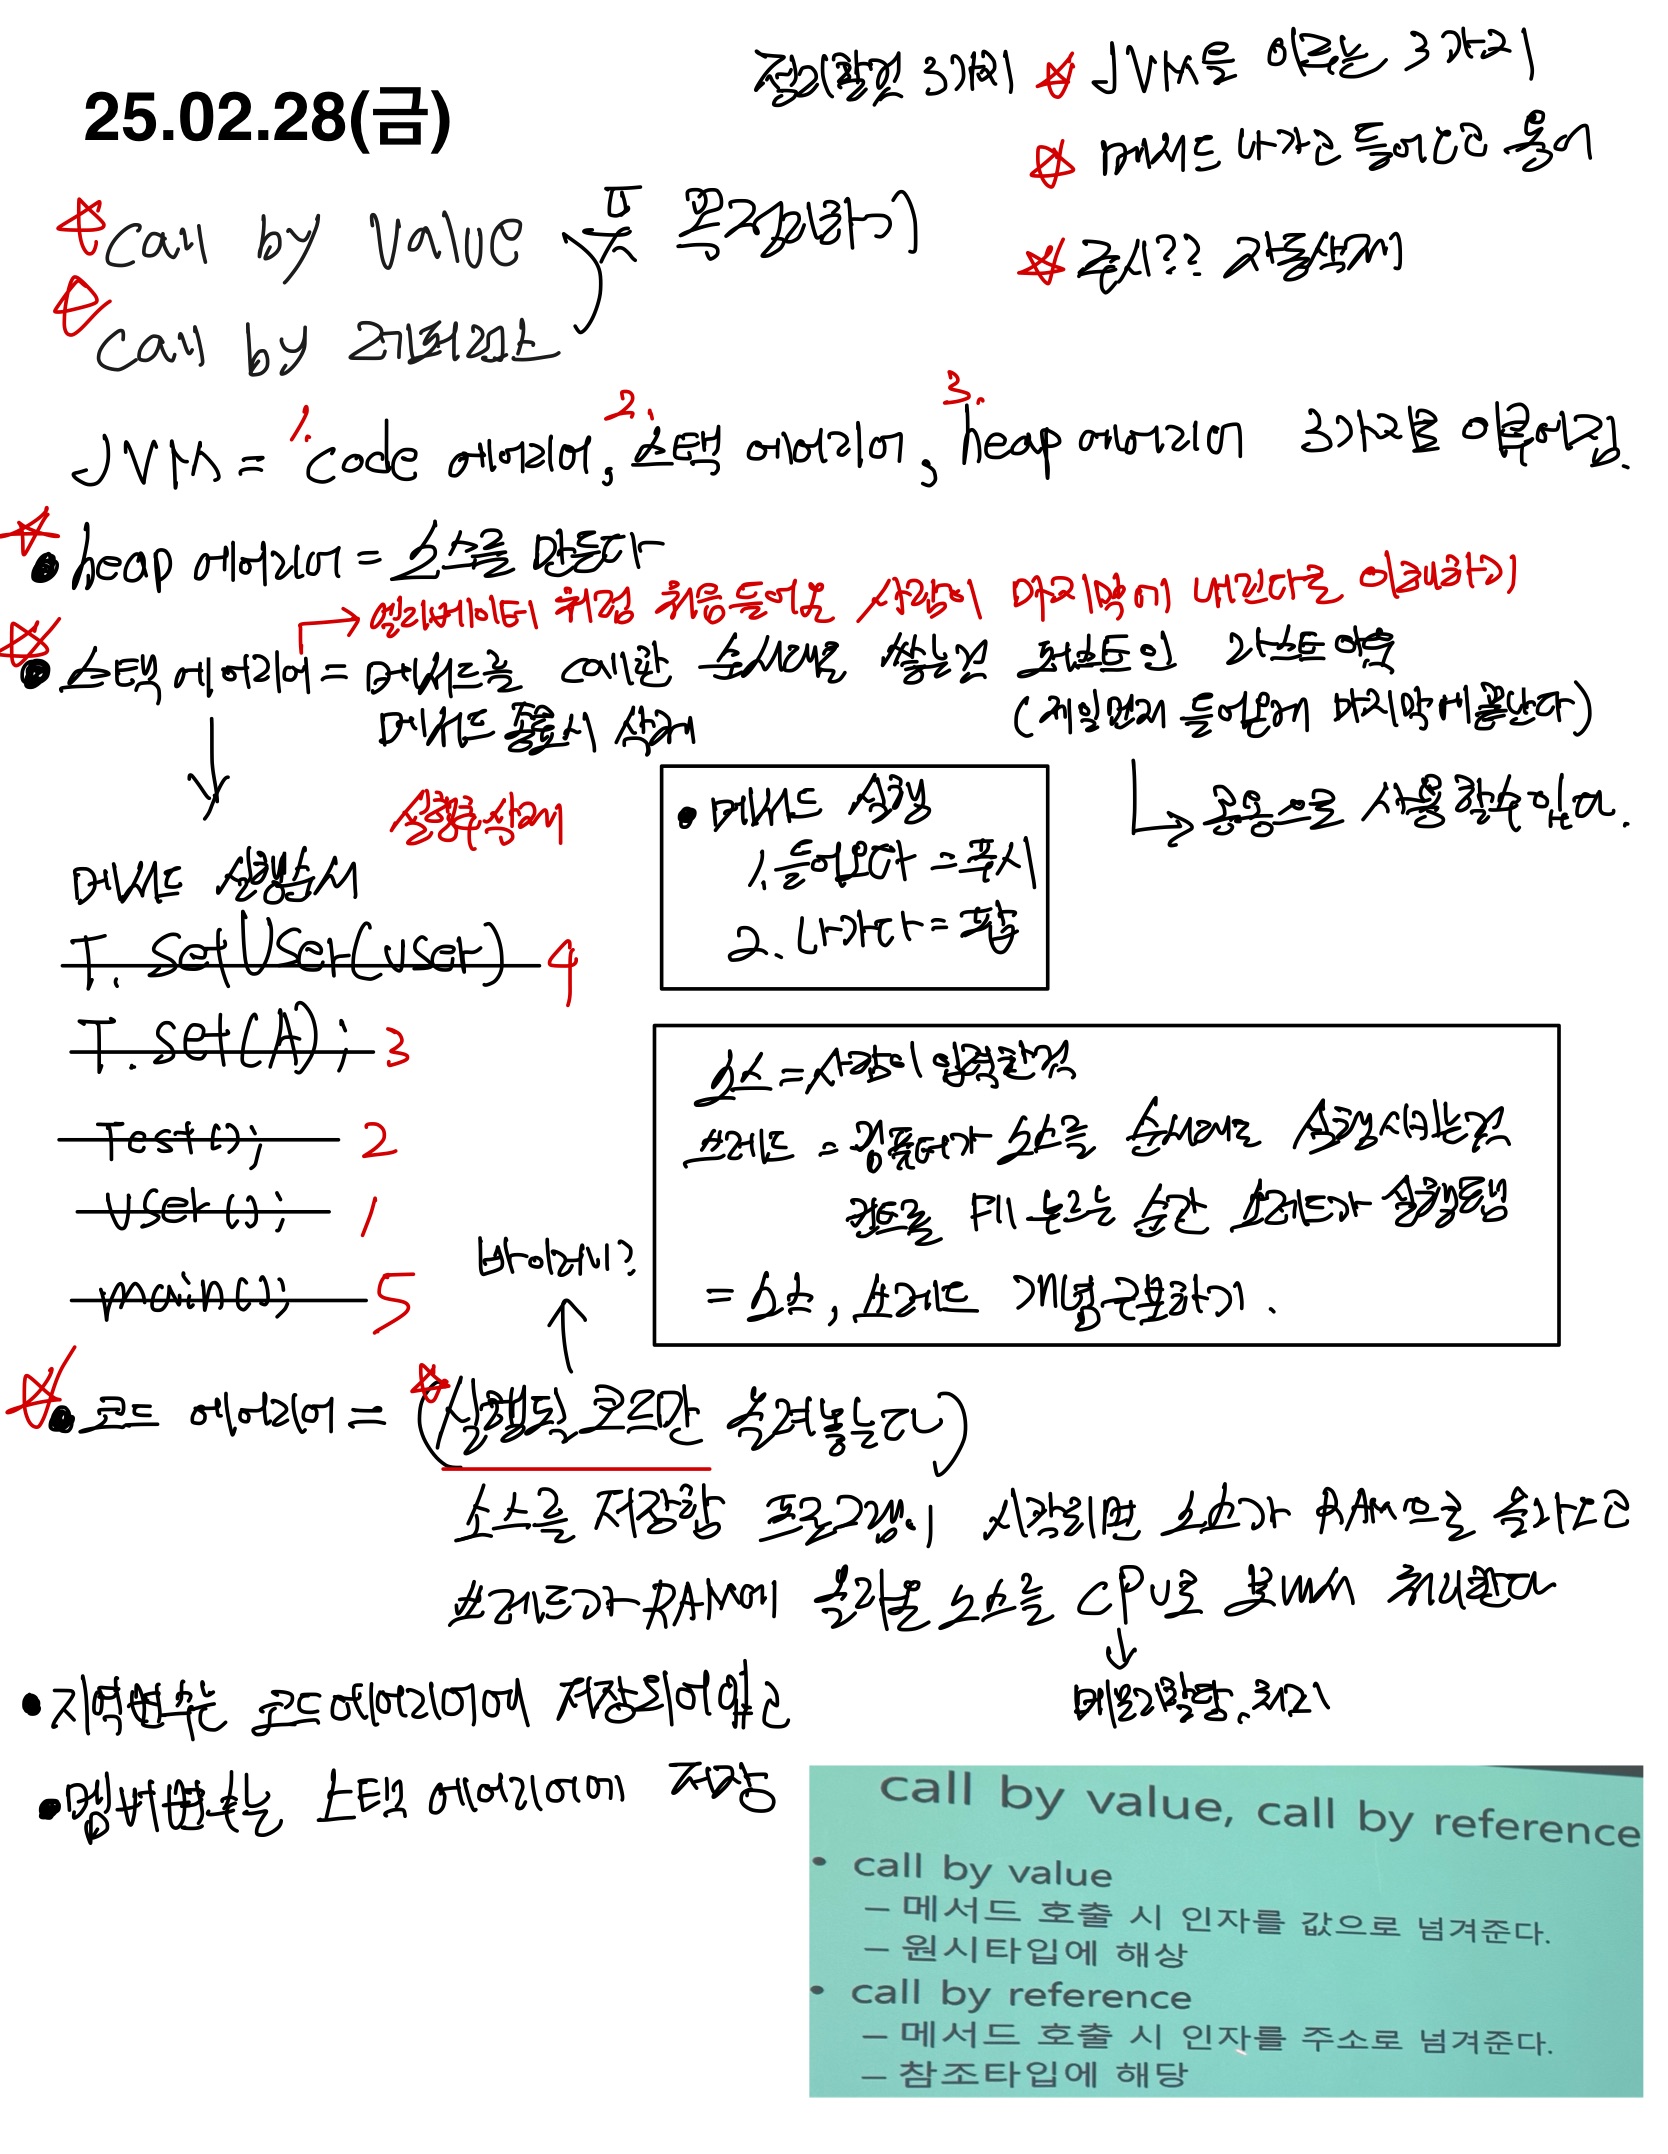 25.02.28(금)
정리할것 3가지 JVM을 이루는 3가지
메서드 나가고 들어오고 용어
무시?? 자동삭제
call by value
call by 레퍼런스
표 꼭 정리하기
1. 2. 3.
JVM = code 에어리어, 스택 에어리어, heap 에어리어 3가지로 이루어짐.
heap 에어리어 = 소스를 만든다
엘리베이터 위험 처음들어온 사람이 마지막에 내린다로 이해하기
스택 에어리어 = 메서드를 순서대로 쌓는것 퍼스트인 라스트아웃
메서드 종료시 삭제
(제일먼저 들어온게 마지막에끝난다)
공용으로 사용할수있다.
실행후삭제
메서드 실행순서
T. setUser(user) 4
T. set(A); 3
Test(); 2
user(); 1
main(); 5
메서드 실행
1. 들어오다 = 푸시
2. 나가다 = 팝
소스 = 사람이 입력한것
쓰레드 = 컴퓨터가 소스를 순서대로 실행시키는것
컨트롤 F11 누르는 순간 쓰레드가 실행됨
= 소스, 쓰레드 개념구분하기.
바이너리?
코드 에어리어 = (실행될 코드만 올려놓는다)
소스를 저장함 프로그램이 시작되면 소스가 RAM으로 올라오고
쓰레드가 RAM에 올라온 소스를 CPU로 보내서 처리한다
메모리할당, 처리
지역변수는 코드에어리어에 저장되어있고
멤버변수는 스택 에어리어에 저장
call by value, call by reference
• call by value
– 메서드 호출 시 인자를 값으로 넘겨준다.
– 원시타입에 해상
• call by reference
– 메서드 호출 시 인자를 주소로 넘겨준다.
– 참조타입에 해당